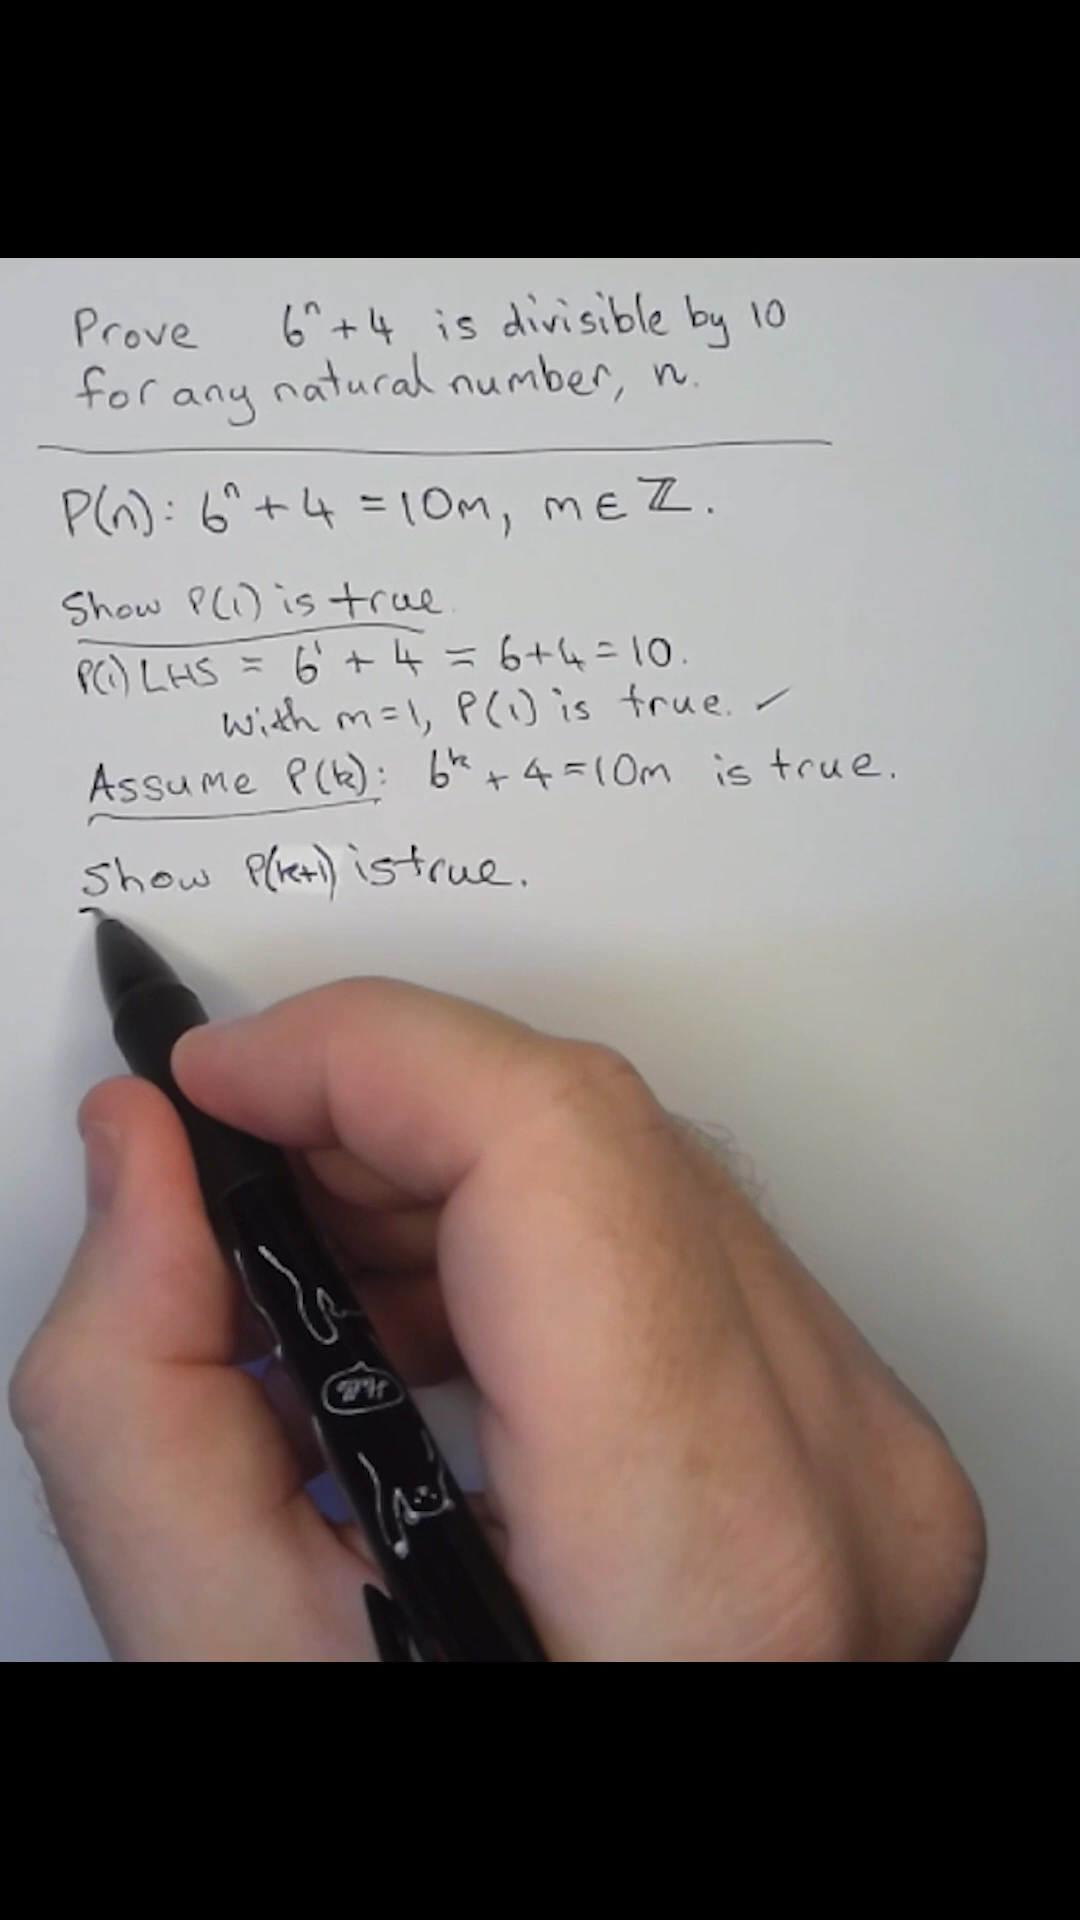 Prove 6ⁿ + 4 is divisible by 10
for any natural number, n.
P(n): 6ⁿ + 4 = 10m, m ∈ ℤ.
Show P(1) is true.
P(1) LHS = 6¹ + 4 = 6 + 4 = 10.
With m = 1, P(1) is true. ✓
Assume P(k): 6ᵏ + 4 = 10m is true.
Show P(k+1) is true.
Hello